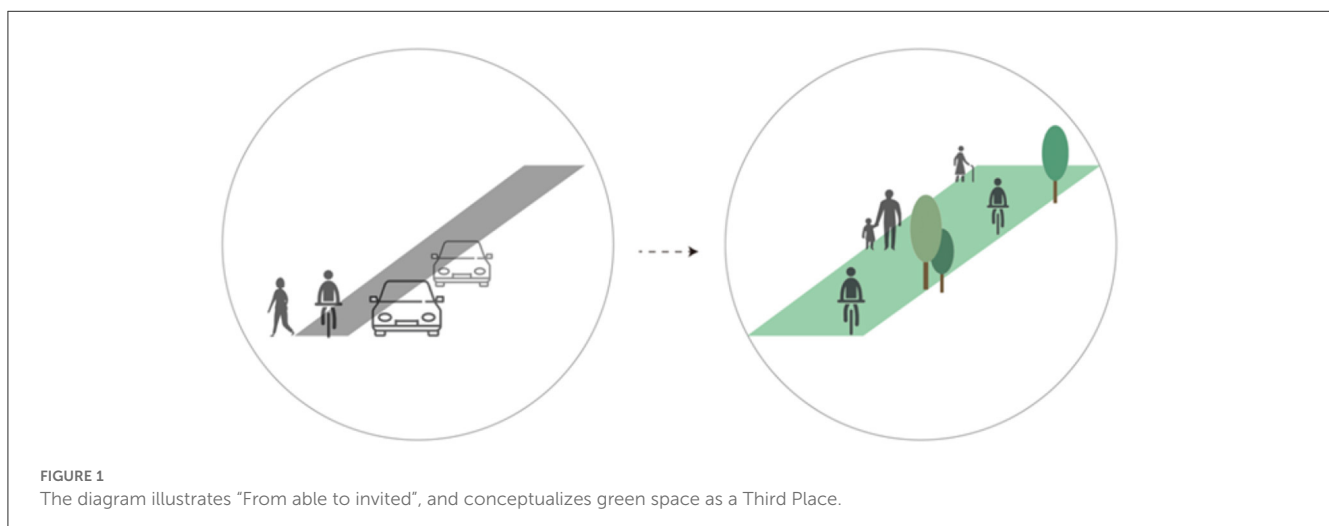 FIGURE 1
The diagram illustrates “From able to invited”, and conceptualizes green space as a Third Place.